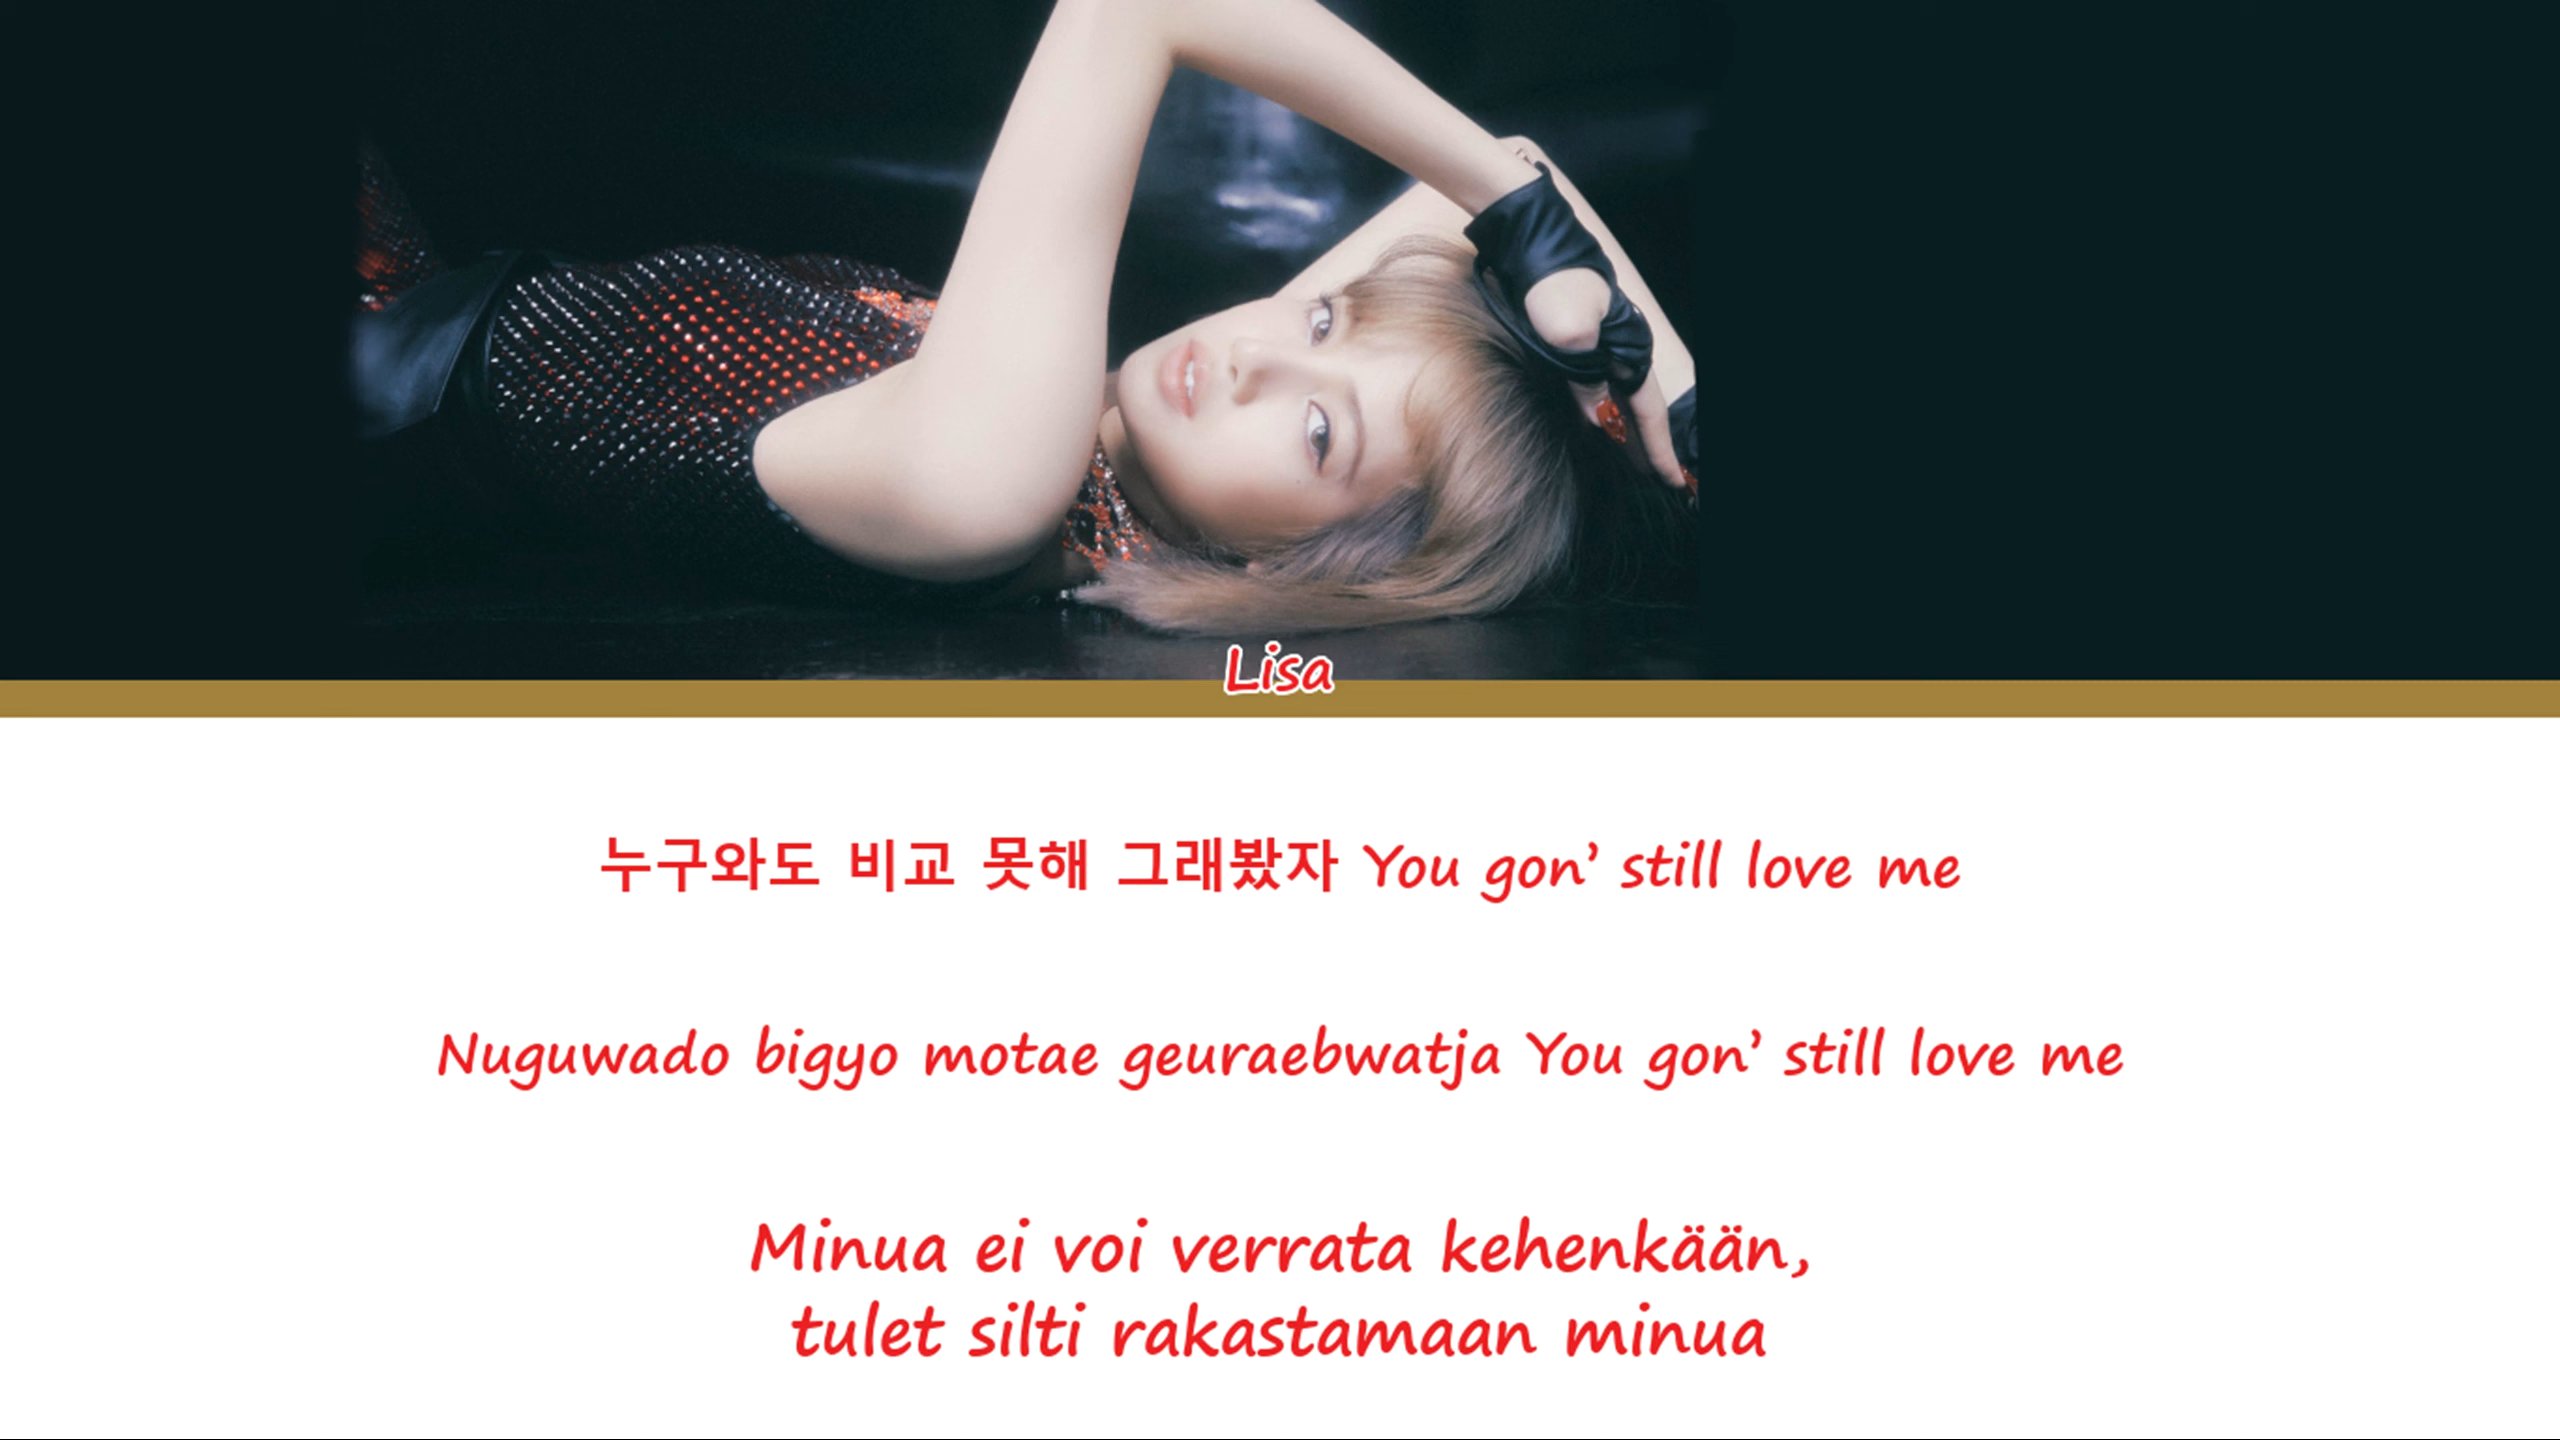 Lisa
누구와도 비교 못해 그래봤자 You gon’ still love me
Nuguwado bigyo motae geuraebwatja You gon’ still love me
Minua ei voi verrata kehenkään,
tulet silti rakastamaan minua